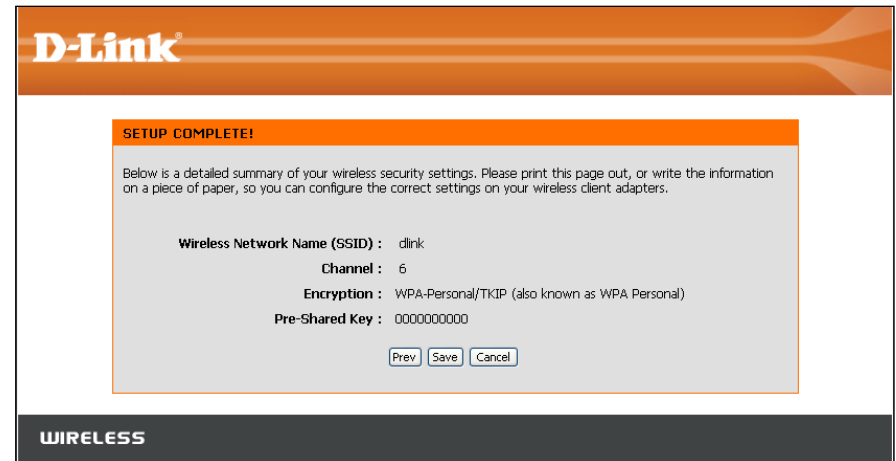 D-Link®
SETUP COMPLETE!
Below is a detailed summary of your wireless security settings. Please print this page out, or write the information
on a piece of paper, so you can configure the correct settings on your wireless client adapters.
Wireless Network Name (SSID) : dlink
Channel : 6
Encryption : WPA-Personal/TKIP (also known as WPA Personal)
Pre-Shared Key : 0000000000
Prev Save Cancel
WIRELESS